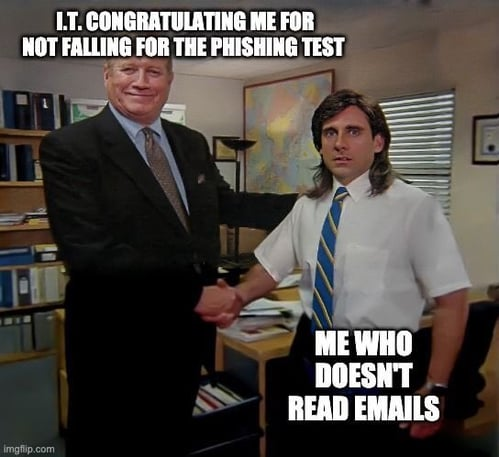 I.T. CONGRATULATING ME FOR
NOT FALLING FOR THE PHISHING TEST
ME WHO
DOESN'T
READ EMAILS
imgflip.com